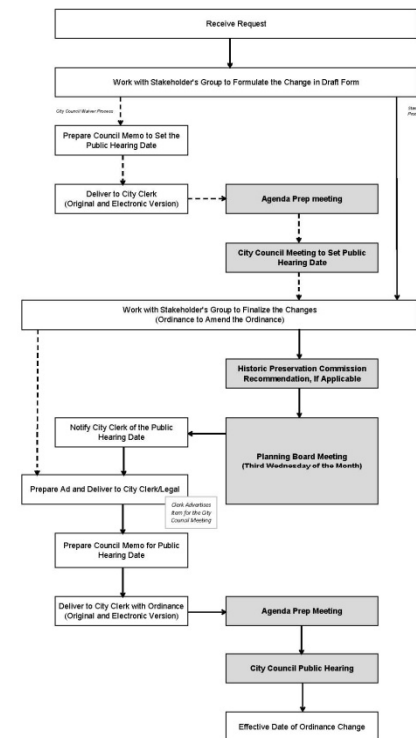 Receive Request
Work with Stakeholder's Group to Formulate the Change in Draft Form
City Council Waiver Process
Prepare Council Memo to Set the
Public Hearing Date
Deliver to City Clerk
(Original and Electronic Version)
Agenda Prep meeting
City Council Meeting to Set Public
Hearing Date
Work with Stakeholder's Group to Finalize the Changes
(Ordinance to Amend the Ordinance)
Historic Preservation Commission
Recommendation, If Applicable
Notify City Clerk of the Public
Hearing Date
Planning Board Meeting
(Third Wednesday of the Month)
Prepare Ad and Deliver to City Clerk/Legal
Clerk Advertises
Item for the City
Council Meeting
Prepare Council Memo for Public
Hearing Date
Deliver to City Clerk with Ordinance
(Original and Electronic Version)
Agenda Prep Meeting
City Council Public Hearing
Effective Date of Ordinance Change